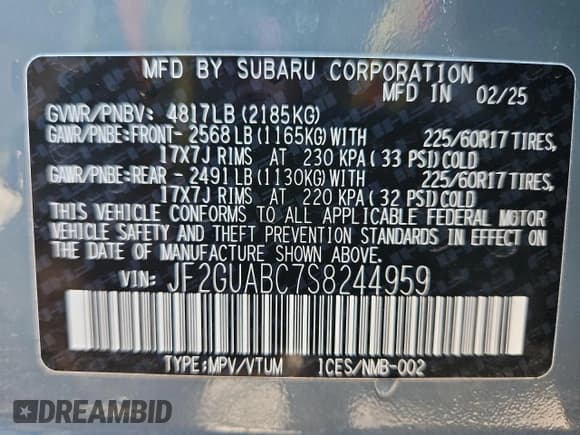 MFD BY SUBARU CORPORATION
MFD IN 02/25
GVWR/PNBV: 4817LB (2185KG)
GAWR/PNBE:FRONT- 2568 LB (1165KG) WITH 225/60R17 TIRES,
17X7J RIMS AT 230 KPA( 33 PSI) COLD
GAWR/PNBE:REAR - 2491 LB (1130KG) WITH 225/60R17 TIRES,
17X7J RIMS AT 220 KPA( 32 PSI) COLD
THIS VEHICLE CONFORMS TO ALL APPLICABLE FEDERAL MOTOR
VEHICLE SAFETY AND THEFT PREVENTION STANDARDS IN EFFECT ON
THE DATE OF MANUFACTURE SHOWN ABOVE.
VIN: JF2GUABC7S8244959
TYPE:MPV/VTUM ICES/NMB-002
DREAMBID